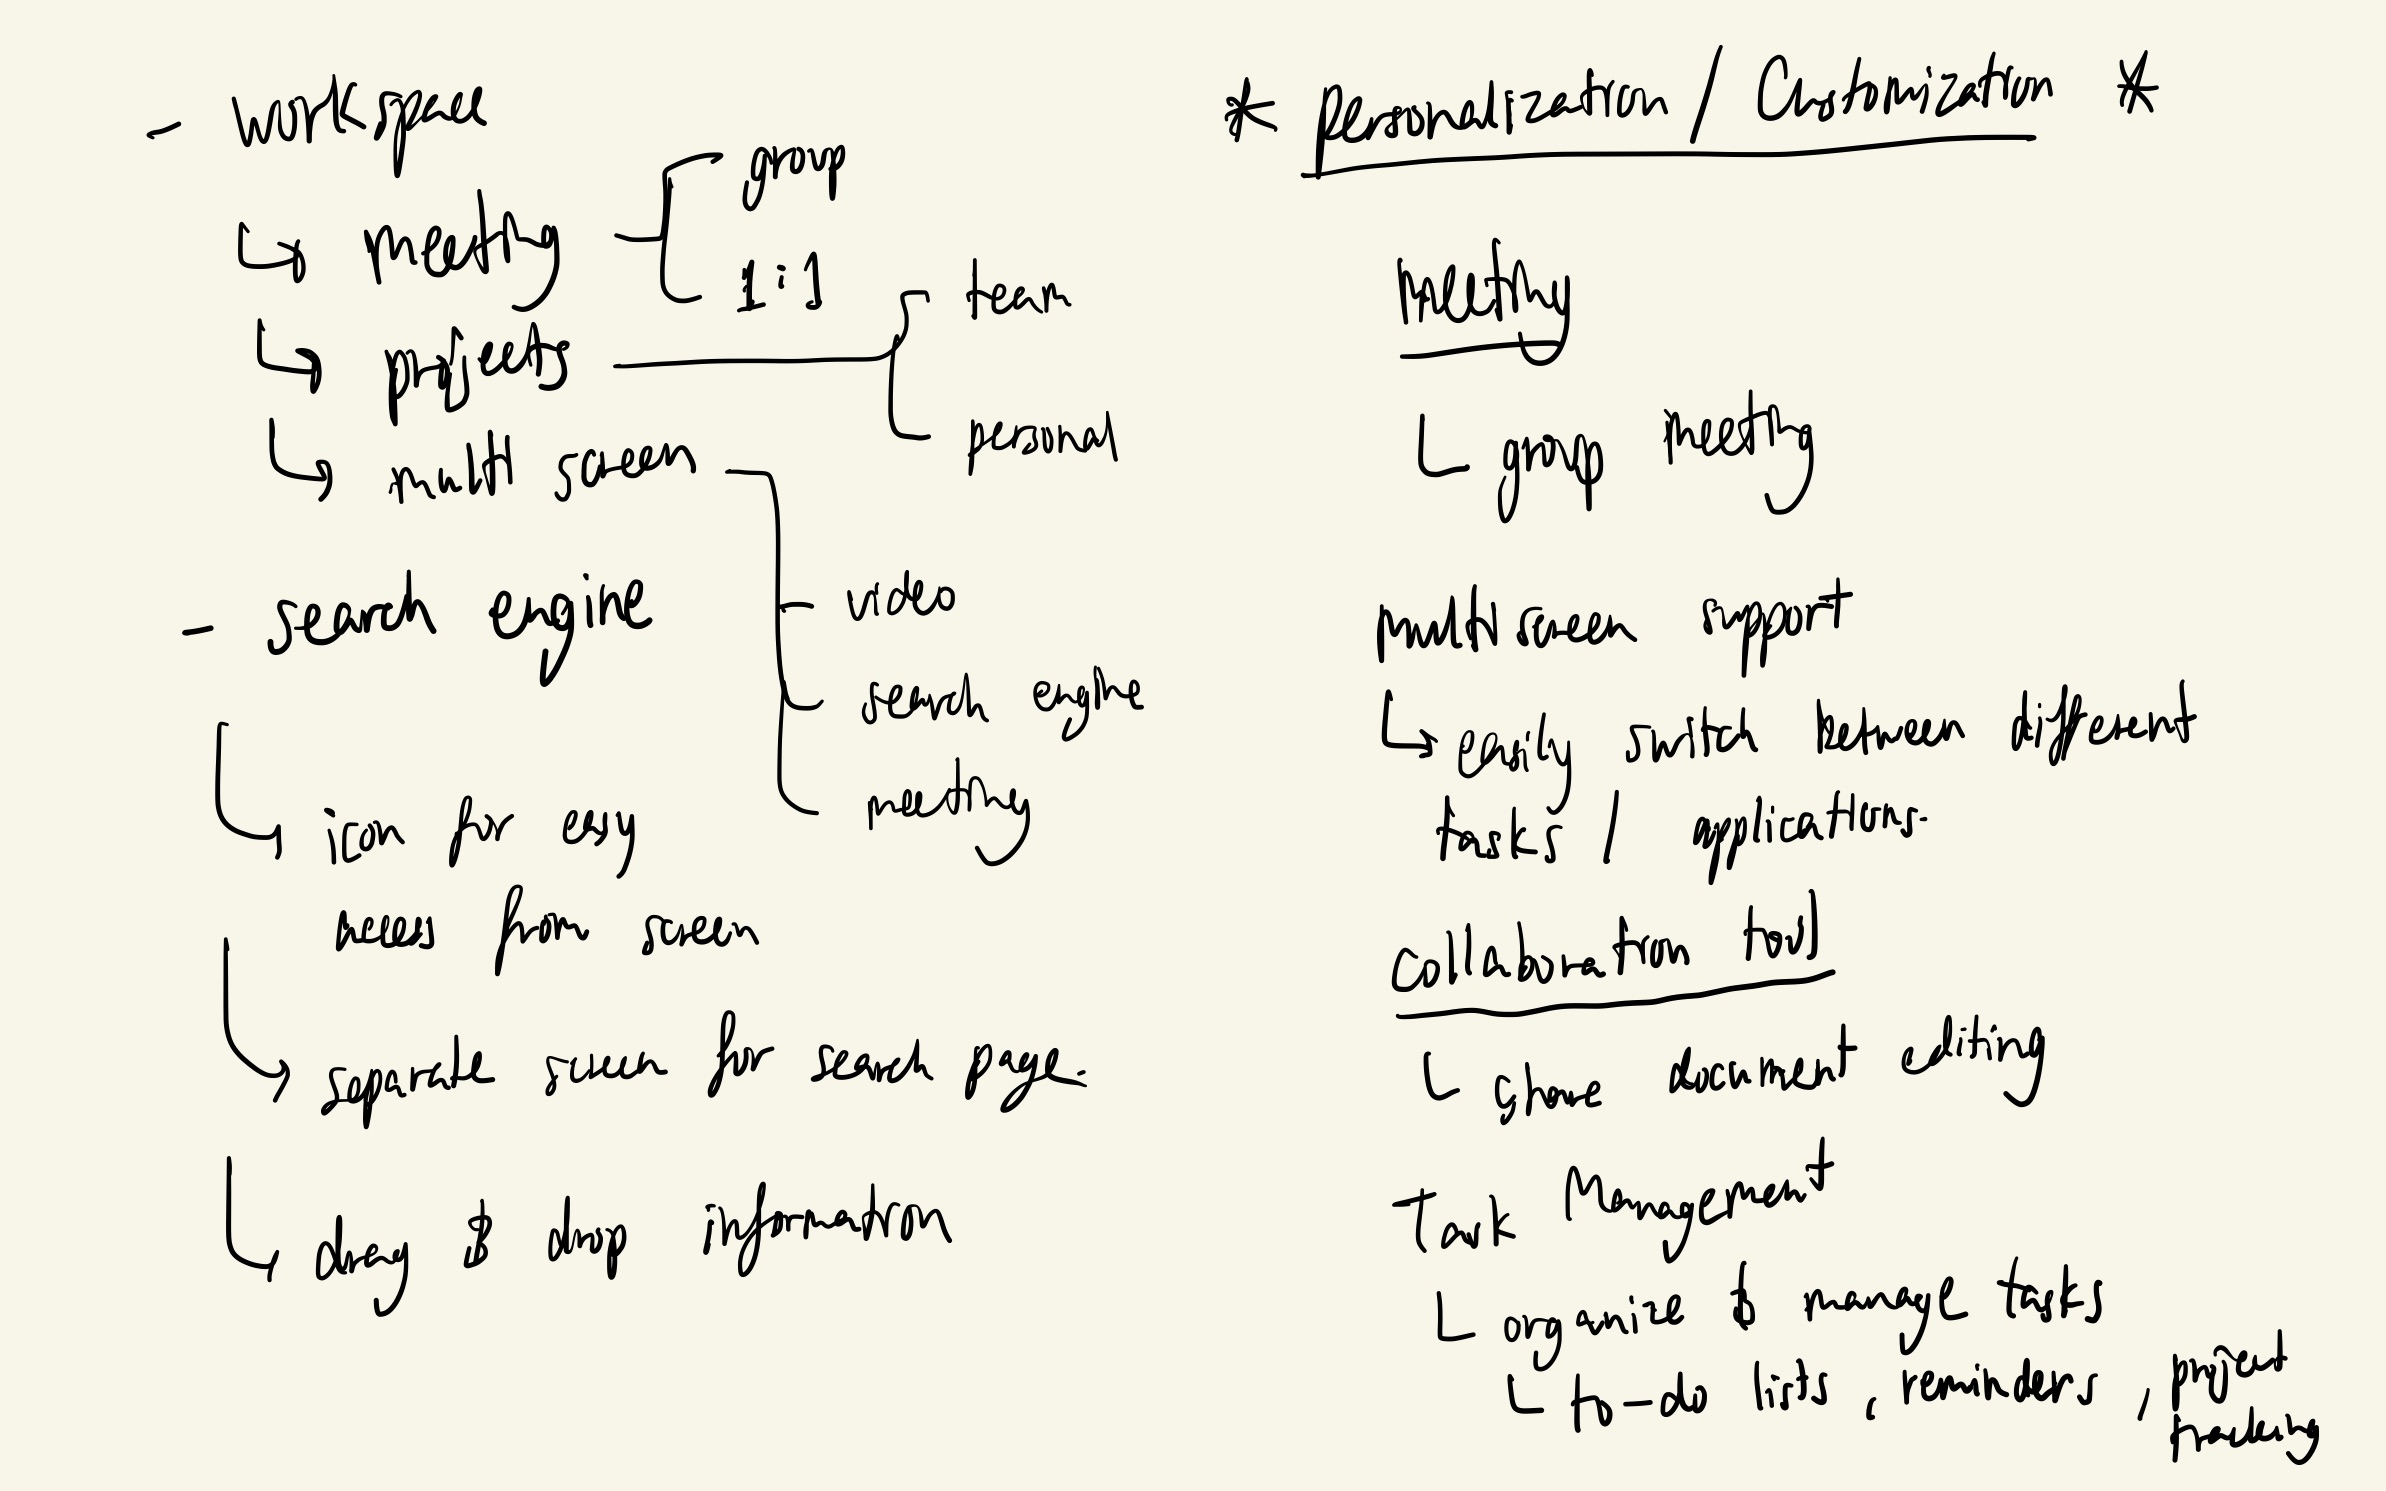 - workspace
↳ meeting
group
1:1
↳ projects
team
personal
↳ multi screen
video
search engine
meeting
- search engine
↳ icon for easy
access from screen
↳ separate screen for search page.
↳ drag & drop information
* Personalization / Customization *
Meeting
└ group meeting
multi screen support
↳ easily switch between different
tasks / applications.
Collaboration tool
└ share document editing
Task Management
└ organize & manage tasks
└ to-do lists, reminders, project
tracking